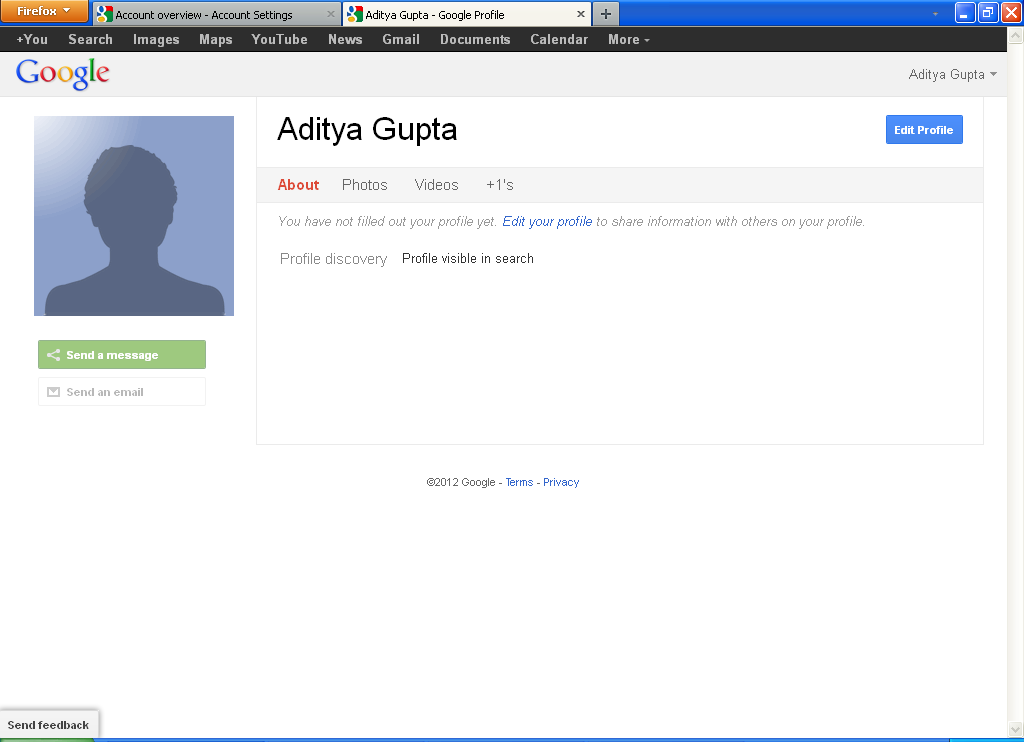 Firefox
Account overview - Account Settings
Aditya Gupta - Google Profile
+You Search Images Maps YouTube News Gmail Documents Calendar More
Google
Aditya Gupta
Aditya Gupta
Edit Profile
About Photos Videos +1's
You have not filled out your profile yet. Edit your profile to share information with others on your profile.
Profile discovery Profile visible in search
Send a message
Send an email
©2012 Google - Terms - Privacy
Send feedback